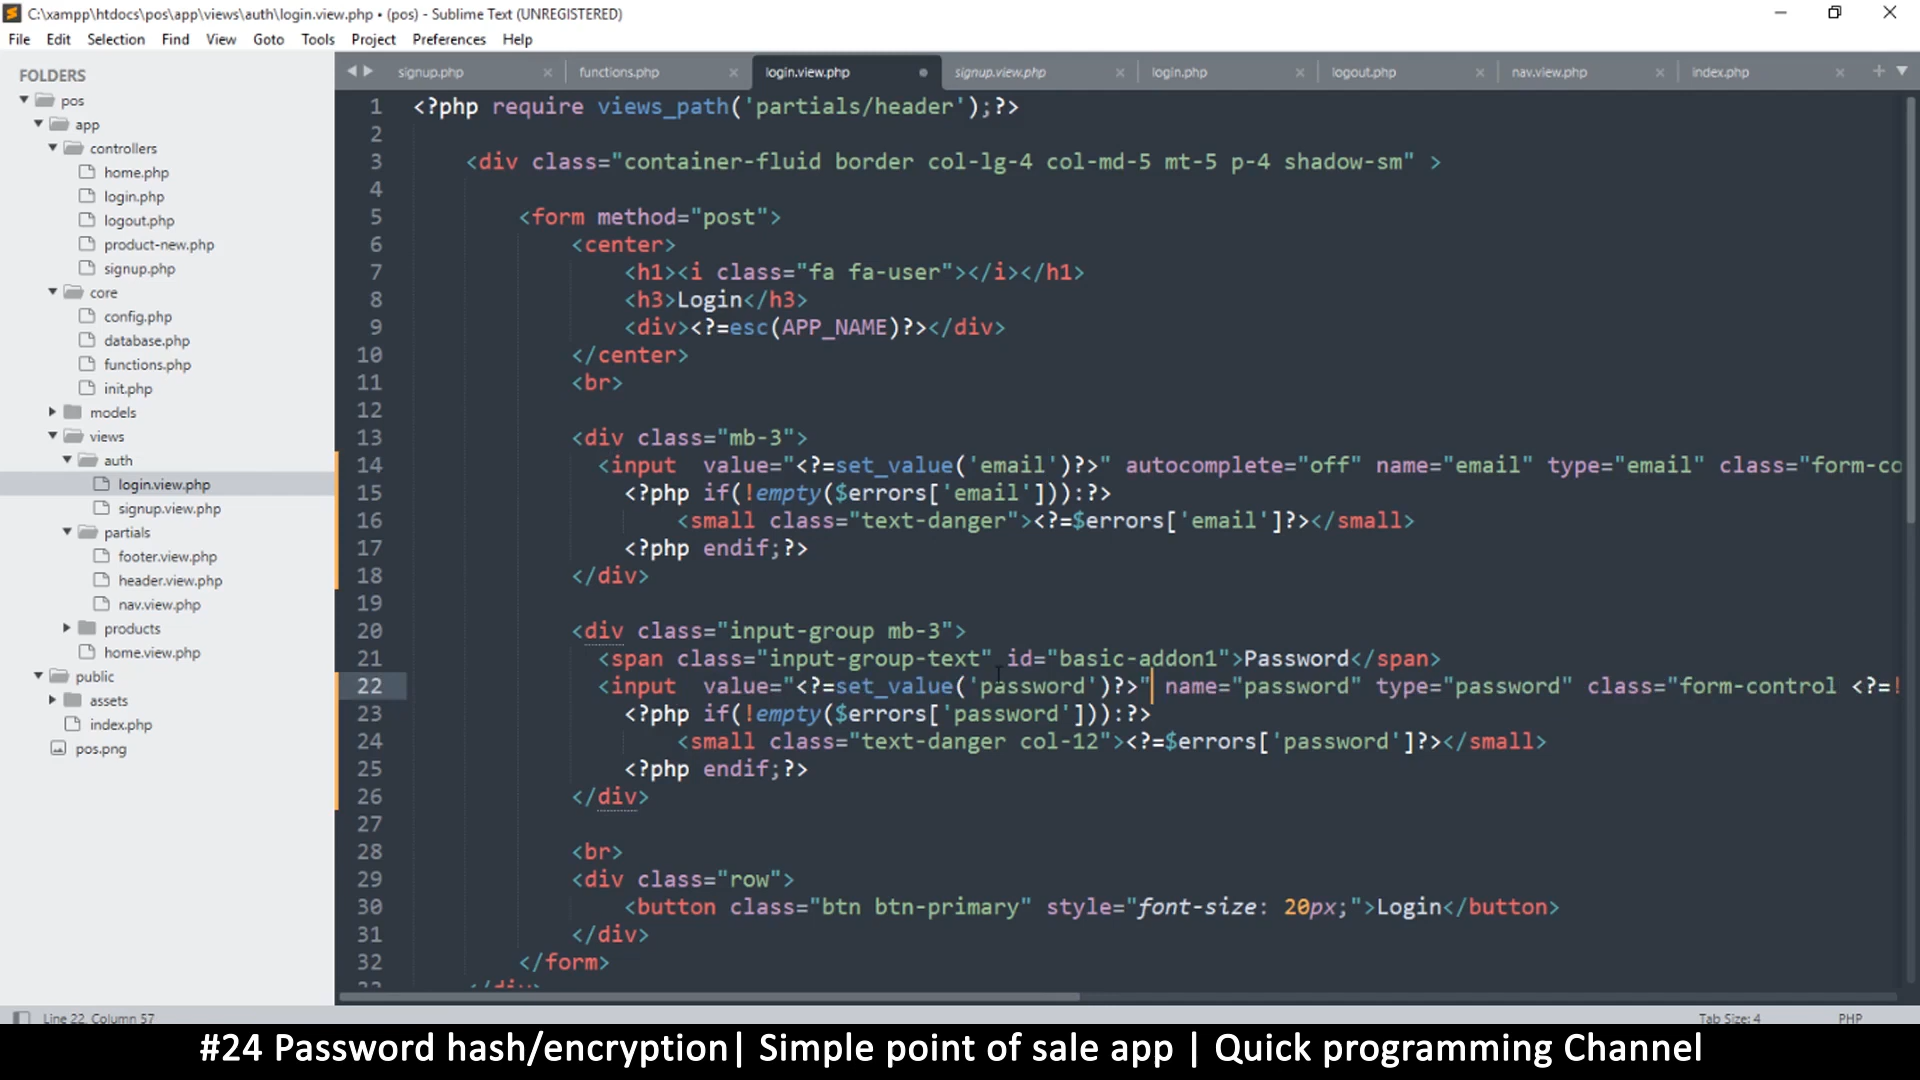 C:\xampp\htdocs\pos\app\views\auth\login.view.php • (pos) - Sublime Text (UNREGISTERED)
File Edit Selection Find View Goto Tools Project Preferences Help
FOLDERS
pos
app
controllers
home.php
login.php
logout.php
product-new.php
signup.php
core
config.php
database.php
functions.php
init.php
models
views
auth
login.view.php
signup.view.php
partials
footer.view.php
header.view.php
nav.view.php
products
home.view.php
public
assets
index.php
pos.png
signup.php functions.php login.view.php signup.view.php login.php logout.php nav.view.php index.php
1 <?php require views_path('partials/header');?>
2
3 <div class="container-fluid border col-lg-4 col-md-5 mt-5 p-4 shadow-sm" >
4
5 <form method="post">
6 <center>
7 <h1><i class="fa fa-user"></i></h1>
8 <h3>Login</h3>
9 <div><?=esc(APP_NAME)?></div>
10 </center>
11 <br>
12
13 <div class="mb-3">
14 <input  value="<?=set_value('email')?>" autocomplete="off" name="email" type="email" class="form-co
15 <?php if(!empty($errors['email'])):?>
16 <small class="text-danger"><?=$errors['email']?></small>
17 <?php endif;?>
18 </div>
19
20 <div class="input-group mb-3">
21 <span class="input-group-text" id="basic-addon1">Password</span>
22 <input  value="<?=set_value('password')?>" name="password" type="password" class="form-control <?=!
23 <?php if(!empty($errors['password'])):?>
24 <small class="text-danger col-12"><?=$errors['password']?></small>
25 <?php endif;?>
26 </div>
27
28 <br>
29 <div class="row">
30 <button class="btn btn-primary" style="font-size: 20px;">Login</button>
31 </div>
32 </form>
33 </div>
Line 22, Column 57 Tab Size: 4 PHP
#24 Password hash/encryption| Simple point of sale app | Quick programming Channel